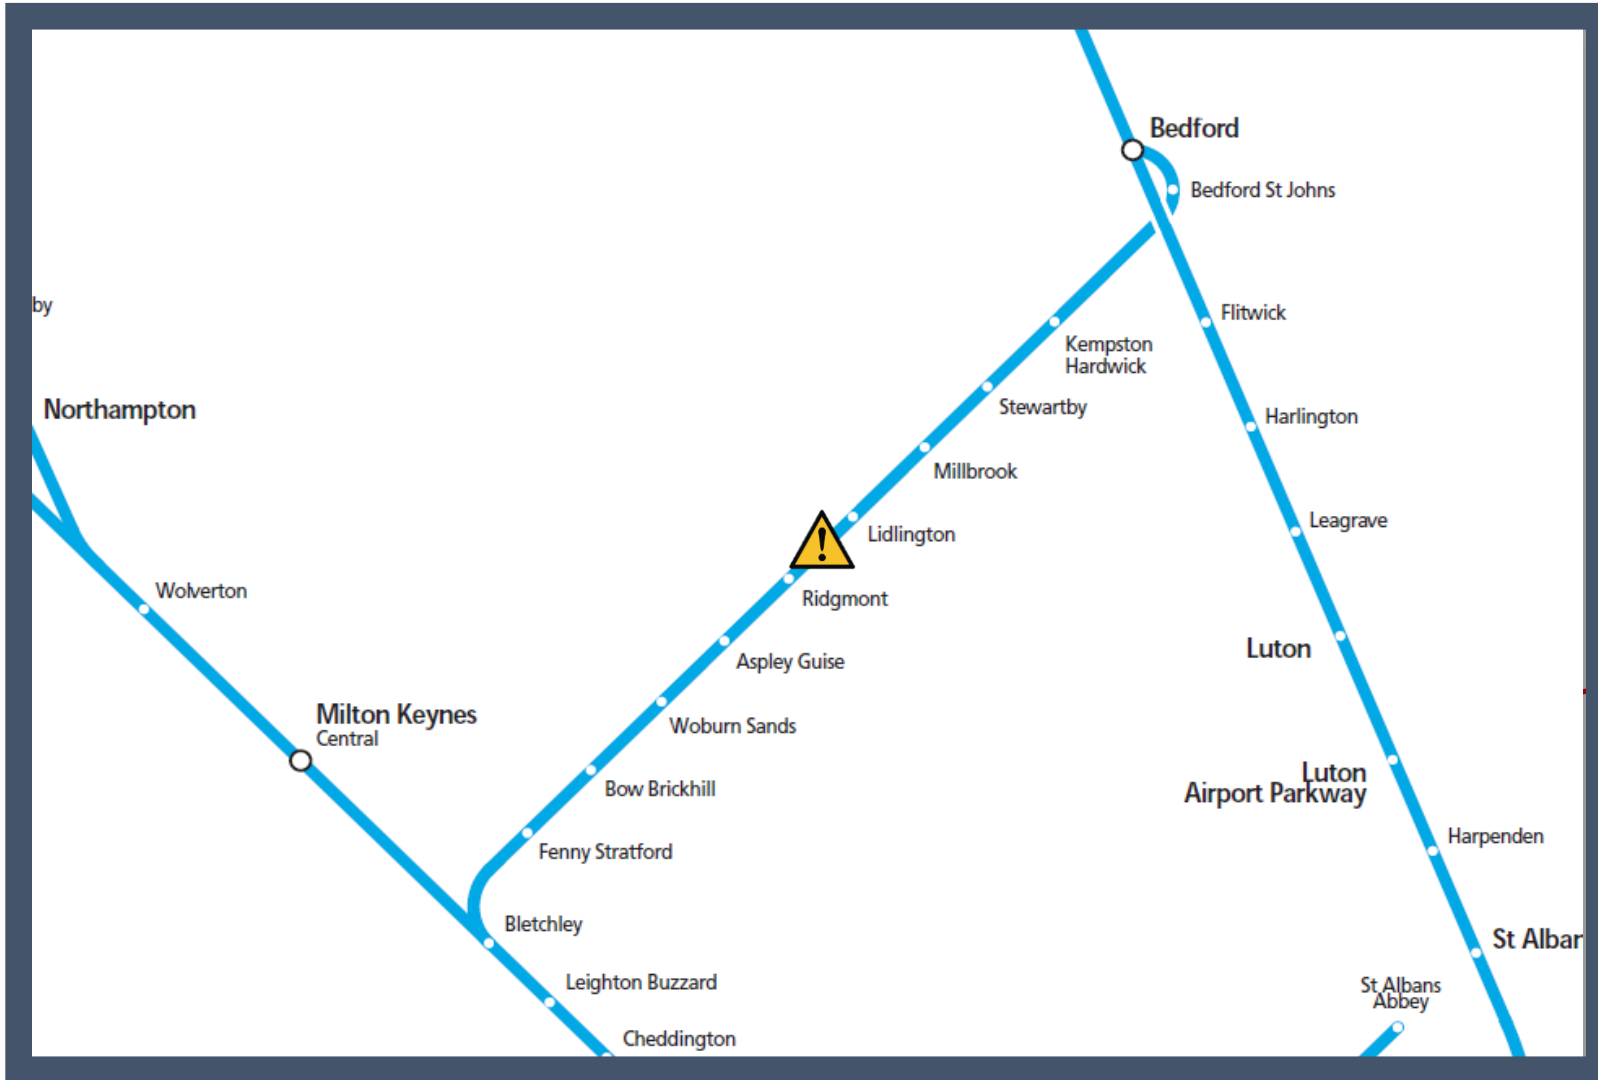 Bedford
Bedford St Johns
by
Flitwick
Kempston
Hardwick
Northampton
Stewartby
Harlington
Millbrook
Leagrave
!
Lidlington
Wolverton
Ridgmont
Luton
Aspley Guise
Milton Keynes
Central
Woburn Sands
Luton
Airport Parkway
Bow Brickhill
Harpenden
Fenny Stratford
Bletchley
St Alban
Leighton Buzzard
St Albans
Abbey
Cheddington